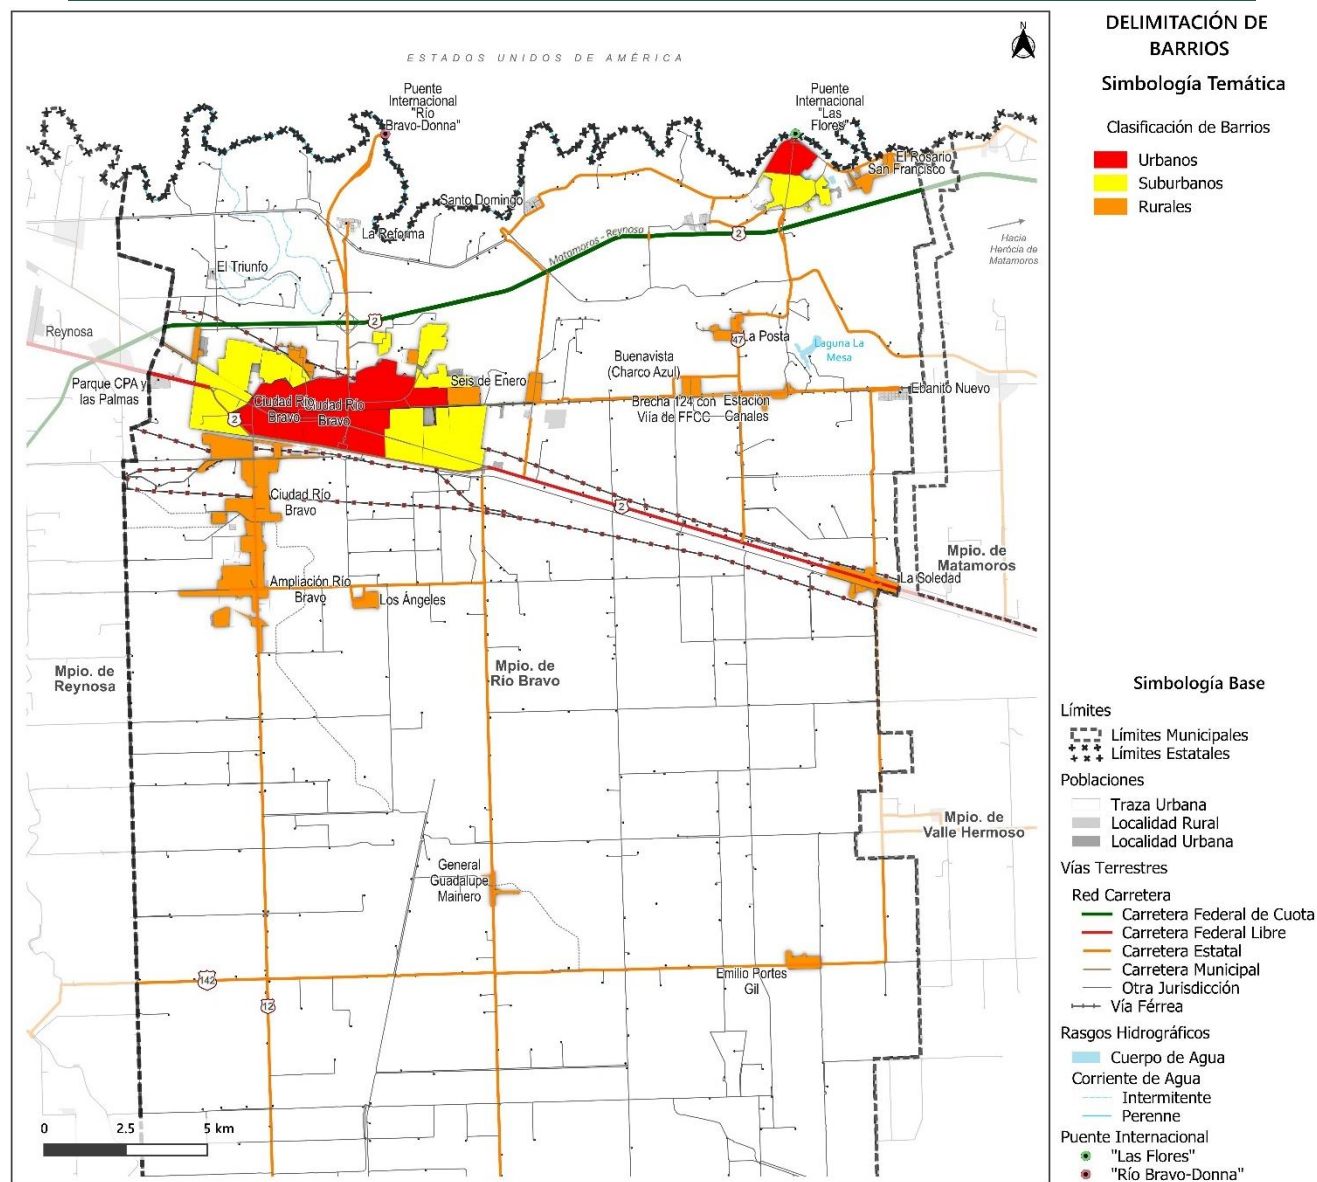 ESTADOS UNIDOS DE AMÉRICA
N
Puente
Internacional
"Río
Bravo-Donna"
Puente
Internacional
"Las
Flores"
El Rosario
San Francisco
Santo Domingo
La Reforma
Matamoros - Reynosa
2
Hacia
Heróica de
Matamoros
El Triunfo
2
Reynosa
La Posta
47
Laguna La
Mesa
Buenavista
(Charco Azul)
Parque CPA y
las Palmas
Seis de Enero
Ebanito Nuevo
Ciudad Río
Bravo
Ciudad Río
Bravo
Brecha 124 con
Vía de FFCC
Estación
Canales
2
Ciudad Río
Bravo
2
Mpio. de
Matamoros
La Soledad
Ampliación Río
Bravo
Los Ángeles
Mpio. de
Reynosa
Mpio. de
Río Bravo
Mpio. de
Valle Hermoso
General
Guadalupe
Mainero
142
12
Emilio Portes
Gil
0 2.5 5 km
DELIMITACIÓN DE
BARRIOS
Simbología Temática
Clasificación de Barrios
Urbanos
Suburbanos
Rurales
Simbología Base
Límites
Límites Municipales
Límites Estatales
Poblaciones
Traza Urbana
Localidad Rural
Localidad Urbana
Vías Terrestres
Red Carretera
Carretera Federal de Cuota
Carretera Federal Libre
Carretera Estatal
Carretera Municipal
Otra Jurisdicción
Vía Férrea
Rasgos Hidrográficos
Cuerpo de Agua
Corriente de Agua
Intermitente
Perenne
Puente Internacional
"Las Flores"
"Río Bravo-Donna"